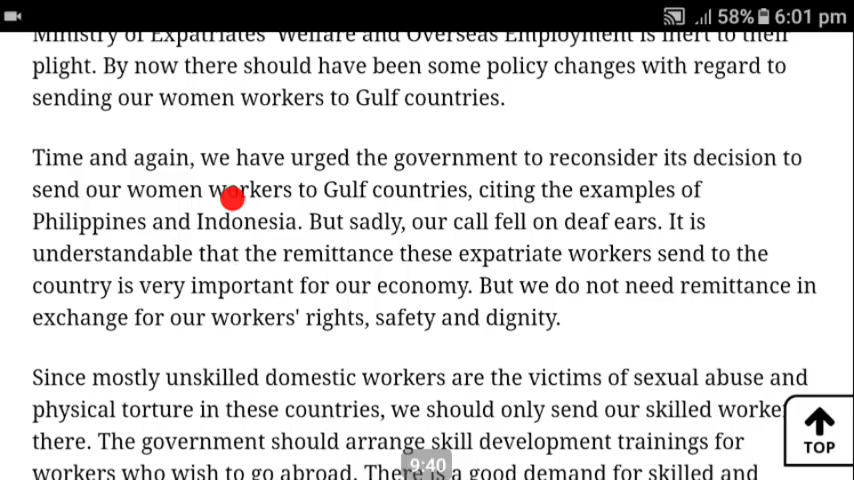 58% 6:01 pm
Ministry of Expatriates' Welfare and Overseas Employment is inert to their
plight. By now there should have been some policy changes with regard to
sending our women workers to Gulf countries.
Time and again, we have urged the government to reconsider its decision to
send our women workers to Gulf countries, citing the examples of
Philippines and Indonesia. But sadly, our call fell on deaf ears. It is
understandable that the remittance these expatriate workers send to the
country is very important for our economy. But we do not need remittance in
exchange for our workers' rights, safety and dignity.
Since mostly unskilled domestic workers are the victims of sexual abuse and
physical torture in these countries, we should only send our skilled worke
there. The government should arrange skill development trainings for
workers who wish to go abroad. There is a good demand for skilled and
TOP
9:40